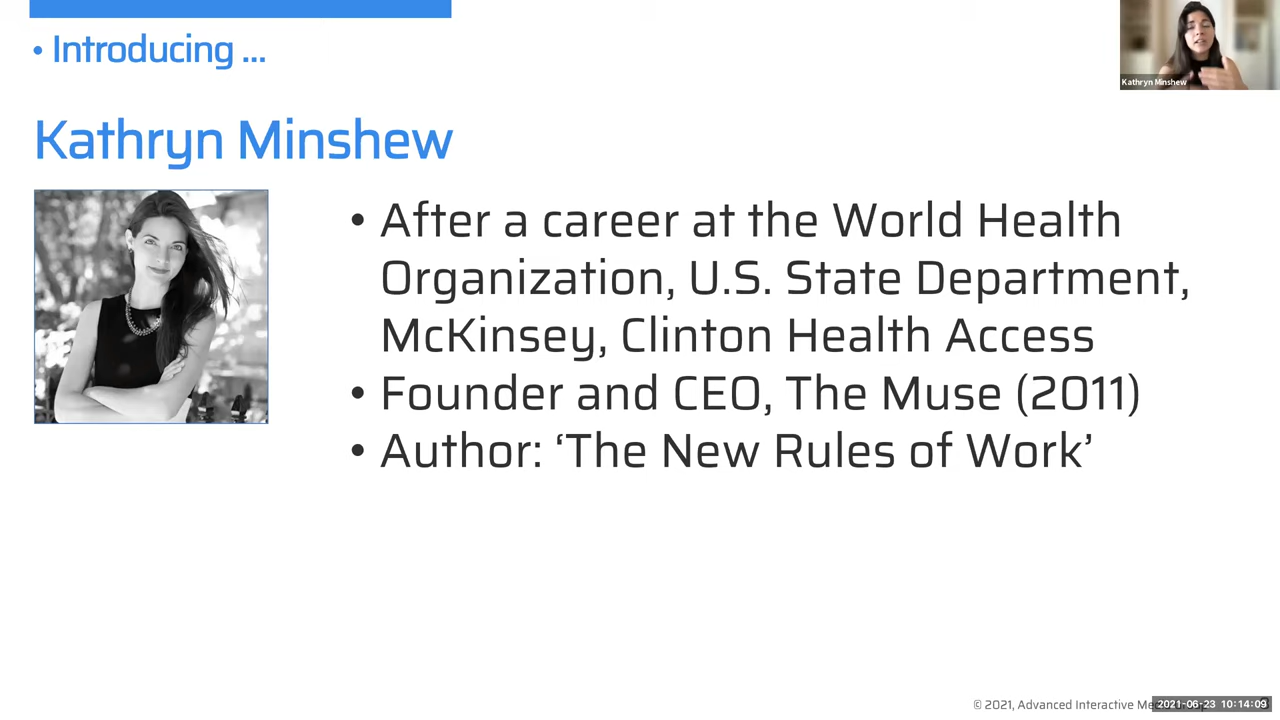 • Introducing ...
Kathryn Minshew
Kathryn Minshew
• After a career at the World Health
Organization, U.S. State Department,
McKinsey, Clinton Health Access
• Founder and CEO, The Muse (2011)
• Author: ‘The New Rules of Work’
© 2021, Advanced Interactive
2021-06-23 10:14:09